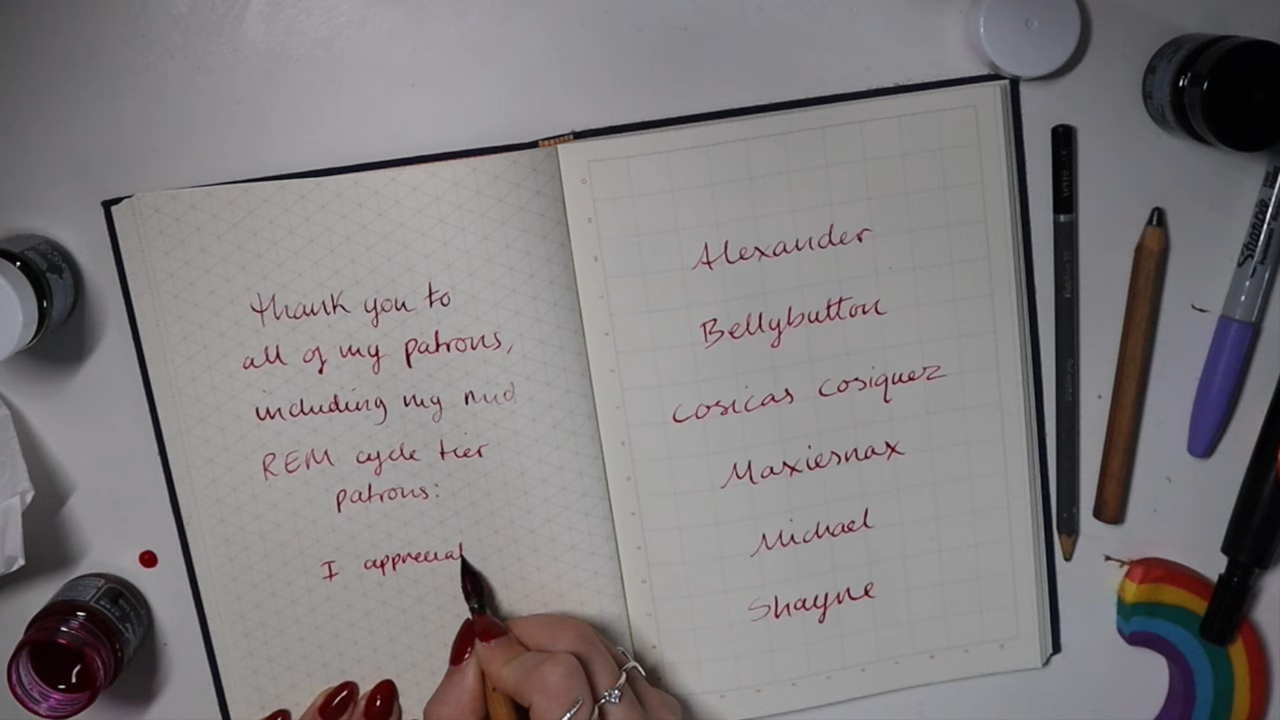 thank you to
all of my patrons,
including my mid
REM cycle tier
patrons:
I appreciat
Alexander
Bellybutton
cosicas cosiquez
Maxiesnax
Michael
Shayne
Sharpie